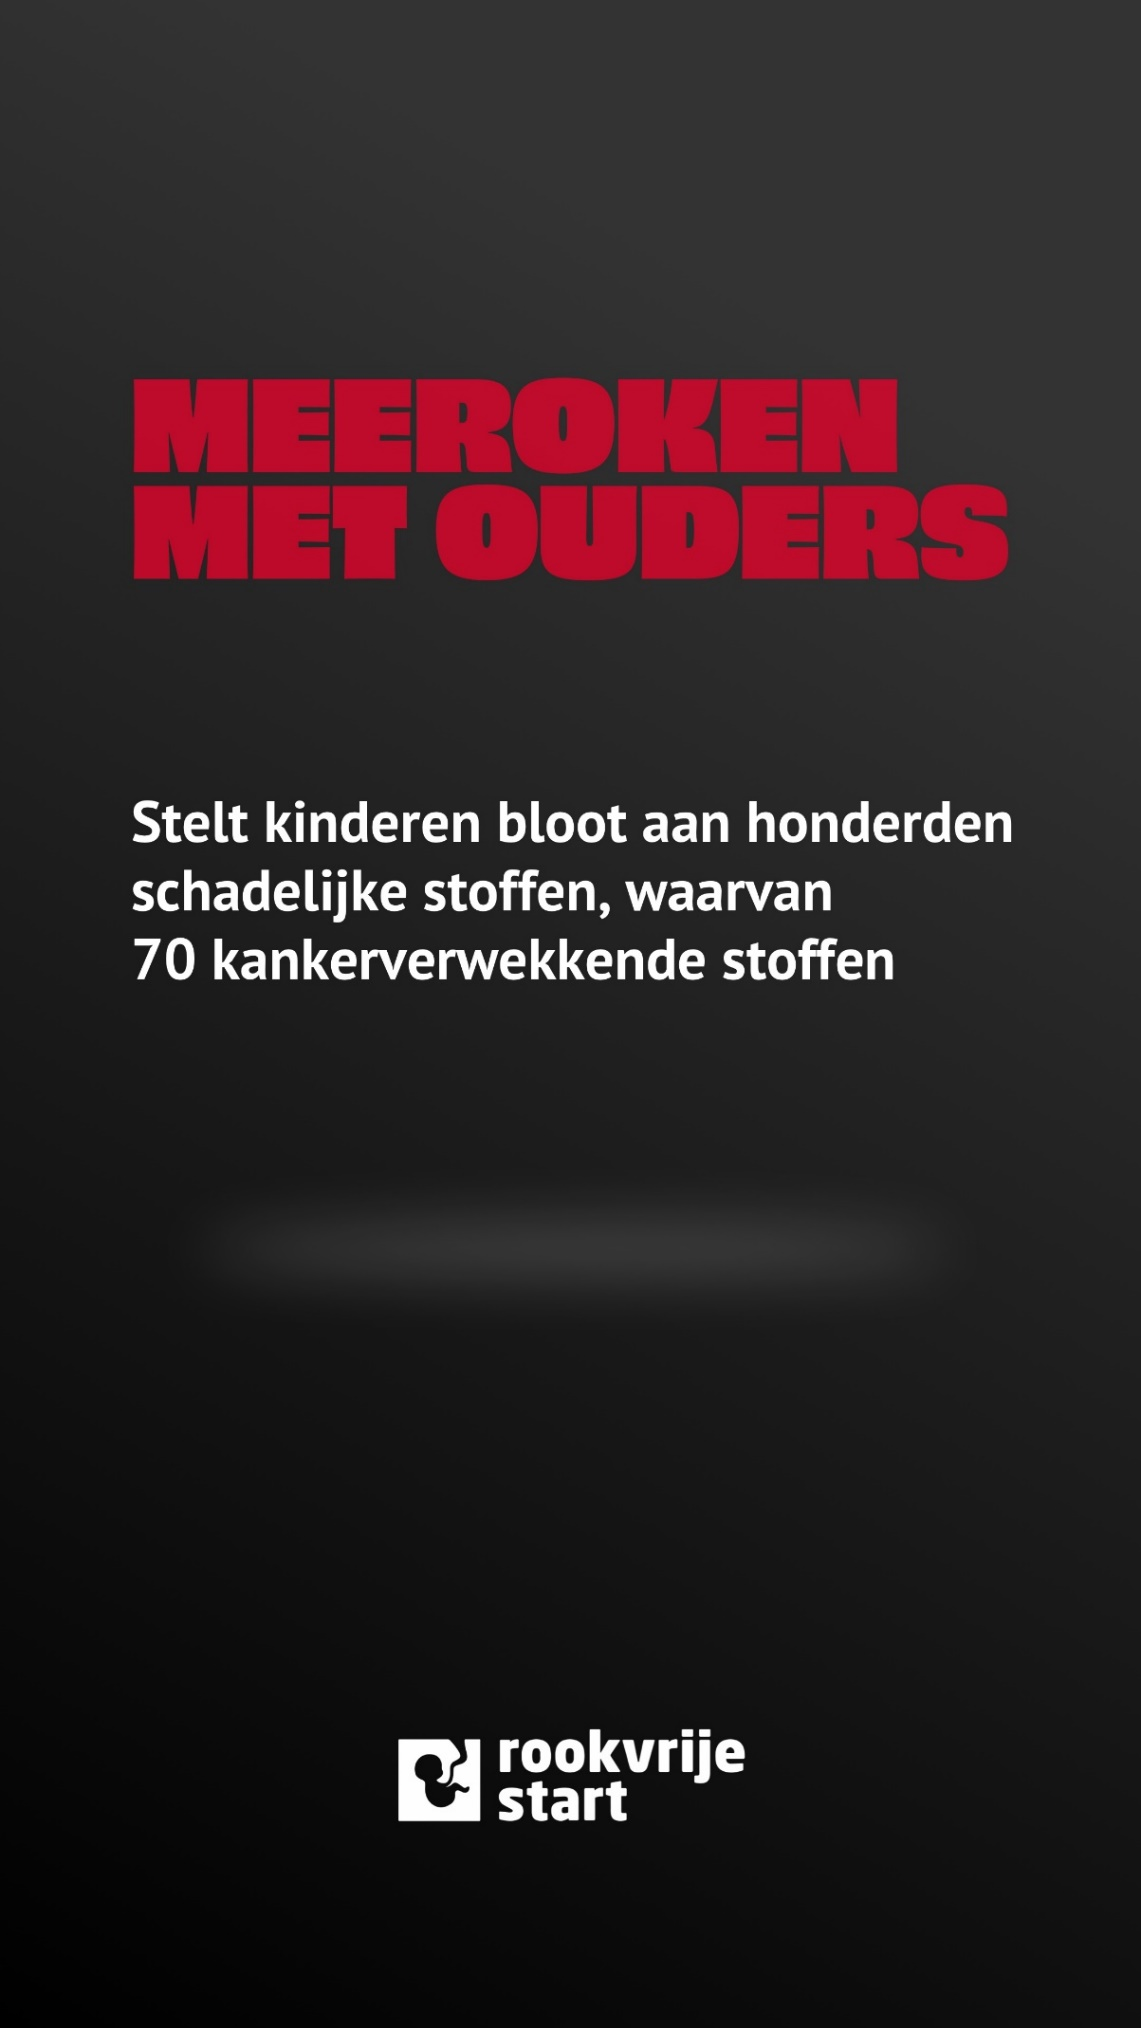 MEEROKEN
MET OUDERS
Stelt kinderen bloot aan honderden
schadelijke stoffen, waarvan
70 kankerverwekkende stoffen
rookvrije
start